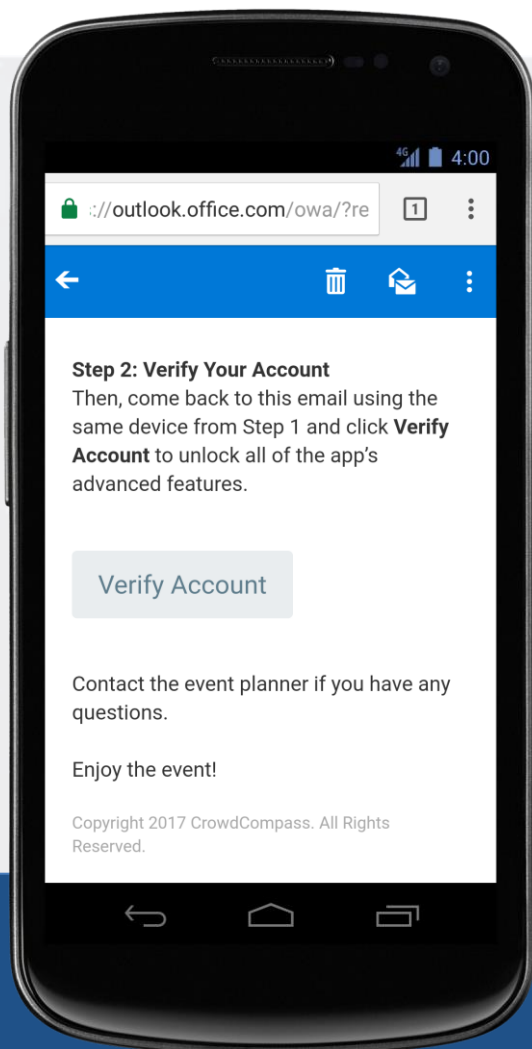 4G 4:00
://outlook.office.com/owa/?re 1
Step 2: Verify Your Account
Then, come back to this email using the
same device from Step 1 and click Verify
Account to unlock all of the app's
advanced features.
Verify Account
Contact the event planner if you have any
questions.
Enjoy the event!
Copyright 2017 CrowdCompass. All Rights
Reserved.